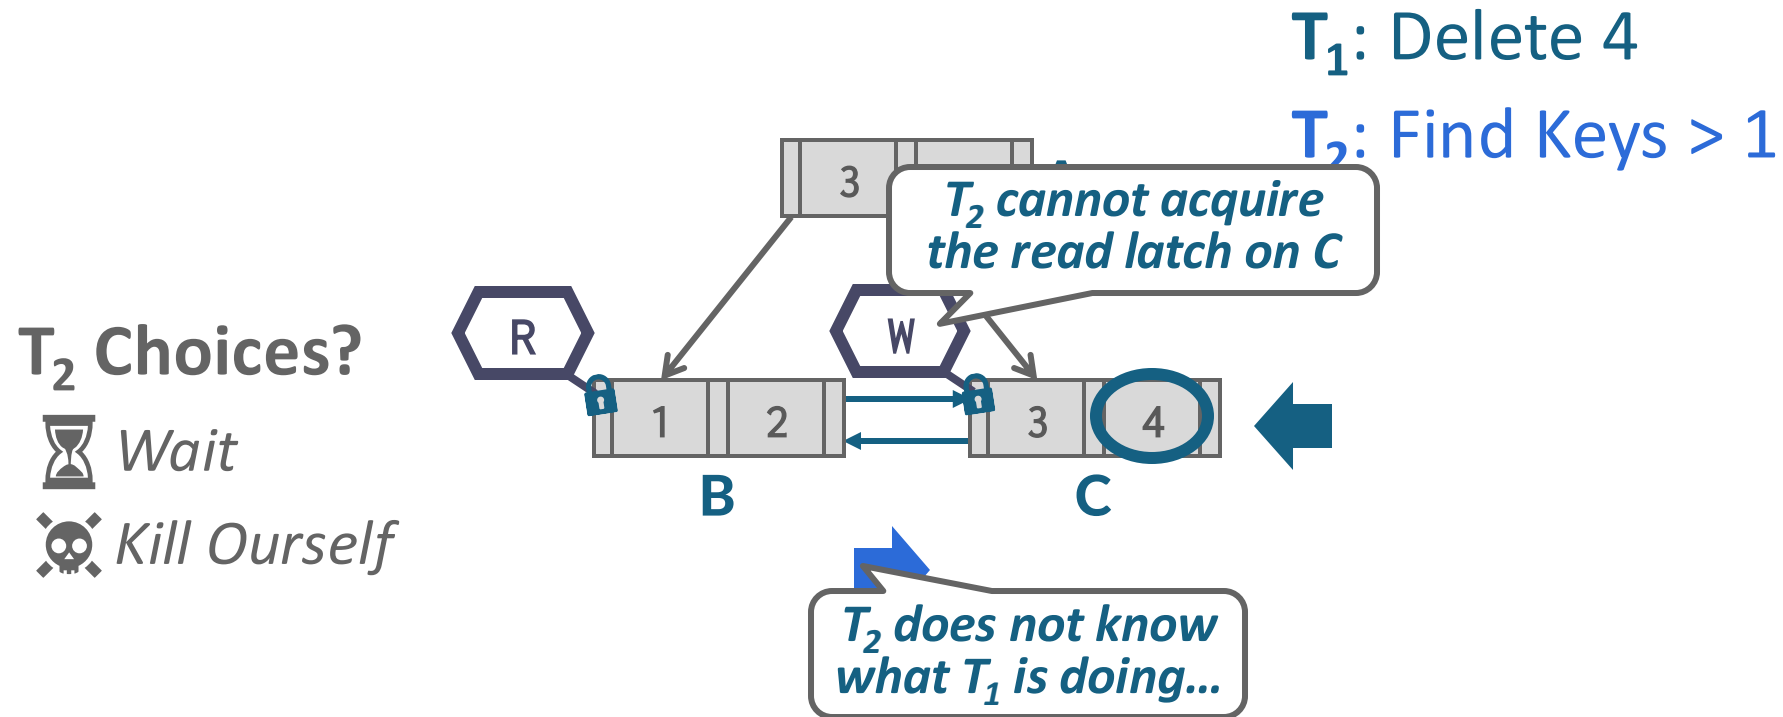 T1: Delete 4
T2: Find Keys > 1
3
T2 cannot acquire
the read latch on C
R
W
T2 Choices?
Wait
Kill Ourself
1 2
3 4
B
C
T2 does not know
what T1 is doing...